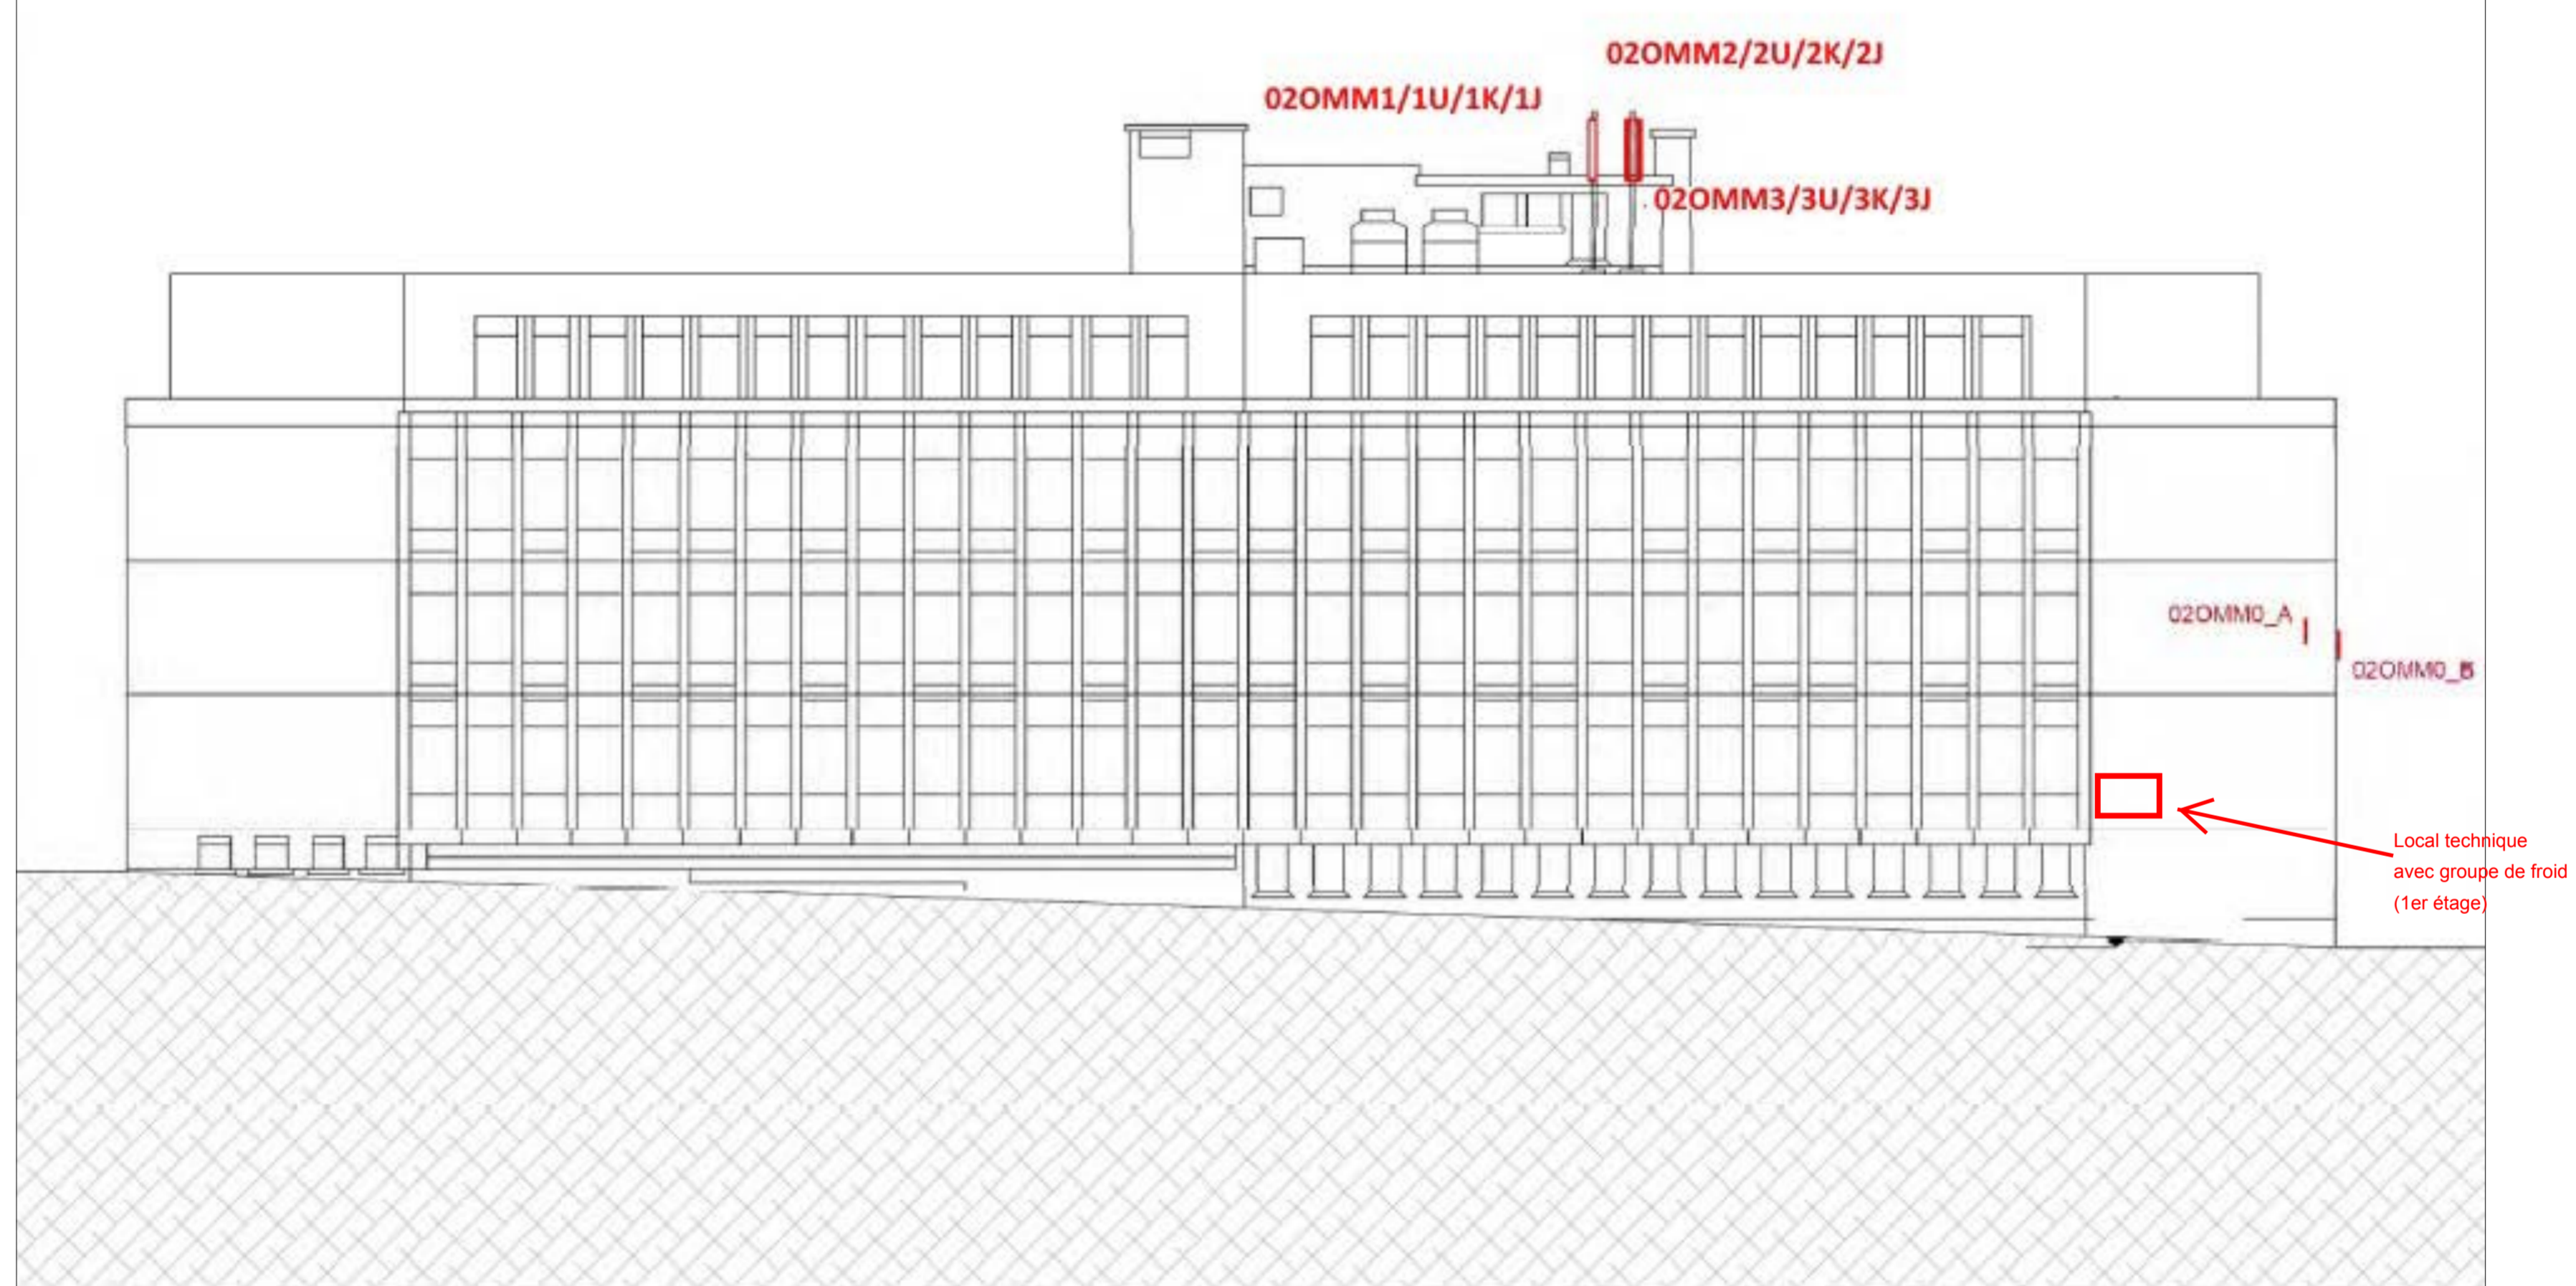 02OMM2/2U/2K/2J
02OMM1/1U/1K/1J
02OMM3/3U/3K/3J
02OMM0_A
02OMM0_B
Local technique
avec groupe de froid
(1er étage)